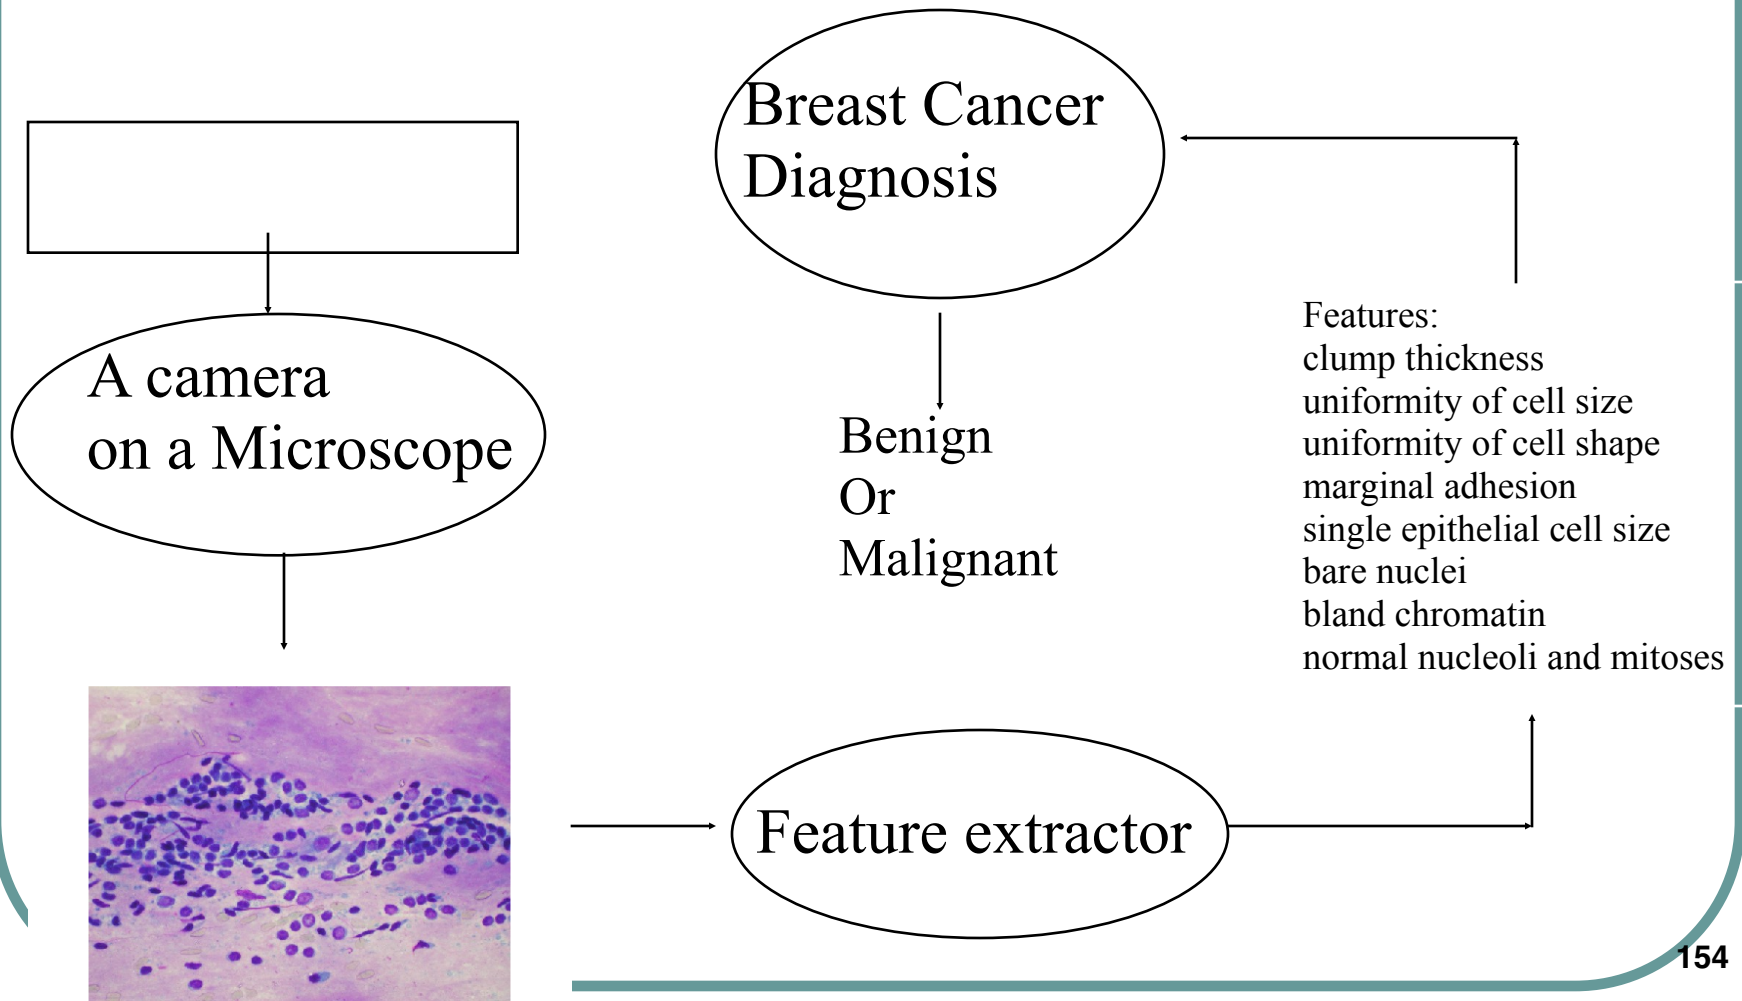 Breast Cancer
Diagnosis
A camera
on a Microscope
Benign
Or
Malignant
Features:
clump thickness
uniformity of cell size
uniformity of cell shape
marginal adhesion
single epithelial cell size
bare nuclei
bland chromatin
normal nucleoli and mitoses
Feature extractor
154